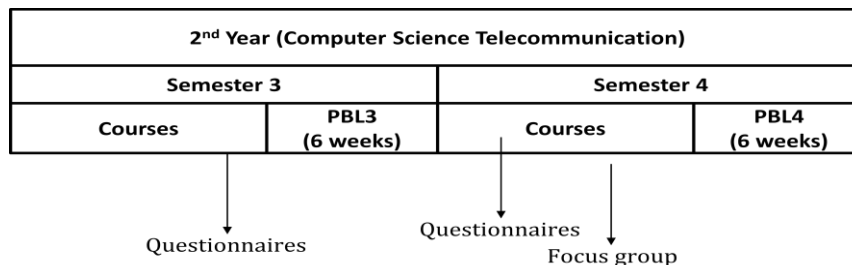 2nd Year (Computer Science Telecommunication)
Semester 3
Semester 4
Courses
PBL3
(6 weeks)
Courses
PBL4
(6 weeks)
Questionnaires
Questionnaires
Focus group